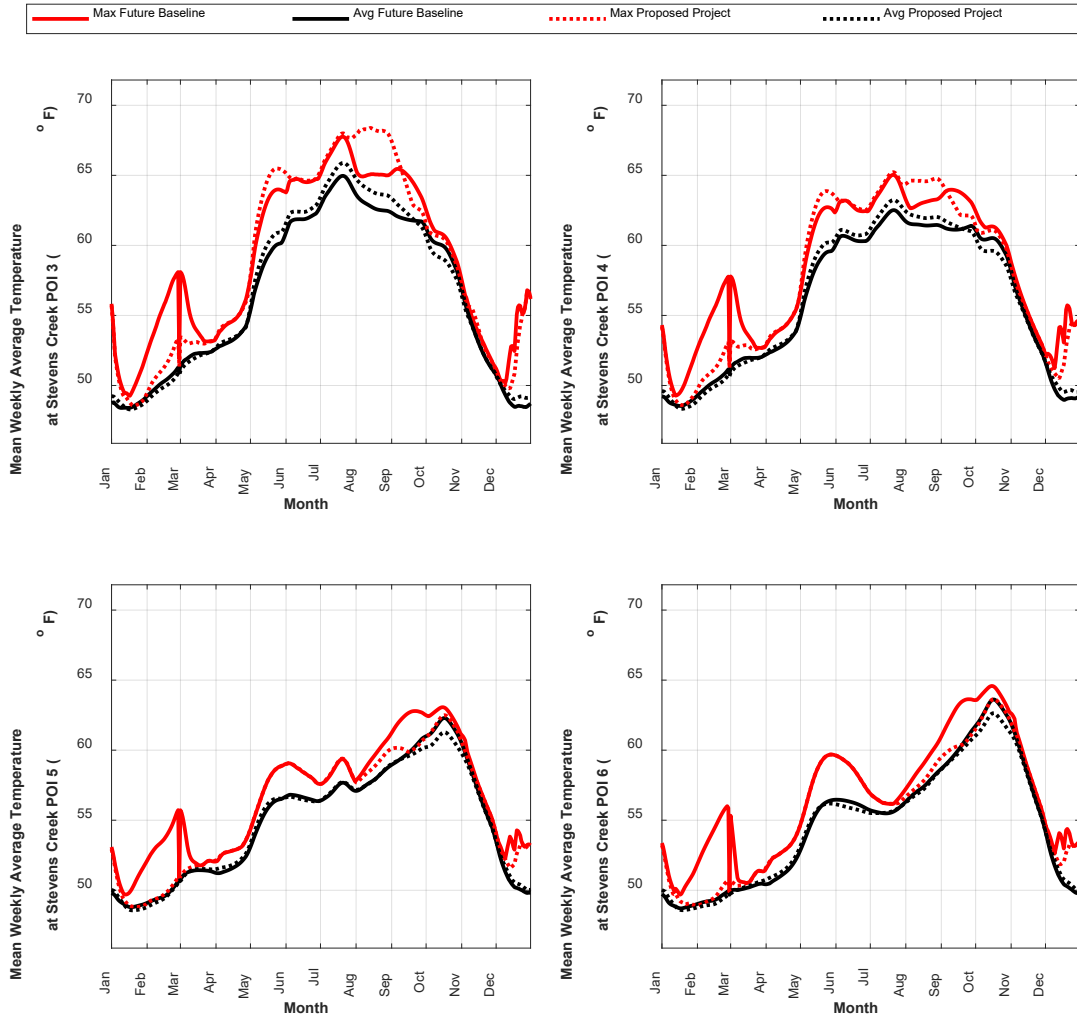 Max Future Baseline Avg Future Baseline Max Proposed Project Avg Proposed Project
Mean Weekly Average Temperature
at Stevens Creek POI 3 (
o F)
70
65
60
55
50
Jan Feb Mar Apr May Jun Jul Aug Sep Oct Nov Dec
Month
Mean Weekly Average Temperature
at Stevens Creek POI 4 (
o F)
70
65
60
55
50
Jan Feb Mar Apr May Jun Jul Aug Sep Oct Nov Dec
Month
Mean Weekly Average Temperature
at Stevens Creek POI 5 (
o F)
70
65
60
55
50
Jan Feb Mar Apr May Jun Jul Aug Sep Oct Nov Dec
Month
Mean Weekly Average Temperature
at Stevens Creek POI 6 (
o F)
70
65
60
55
50
Jan Feb Mar Apr May Jun Jul Aug Sep Oct Nov Dec
Month